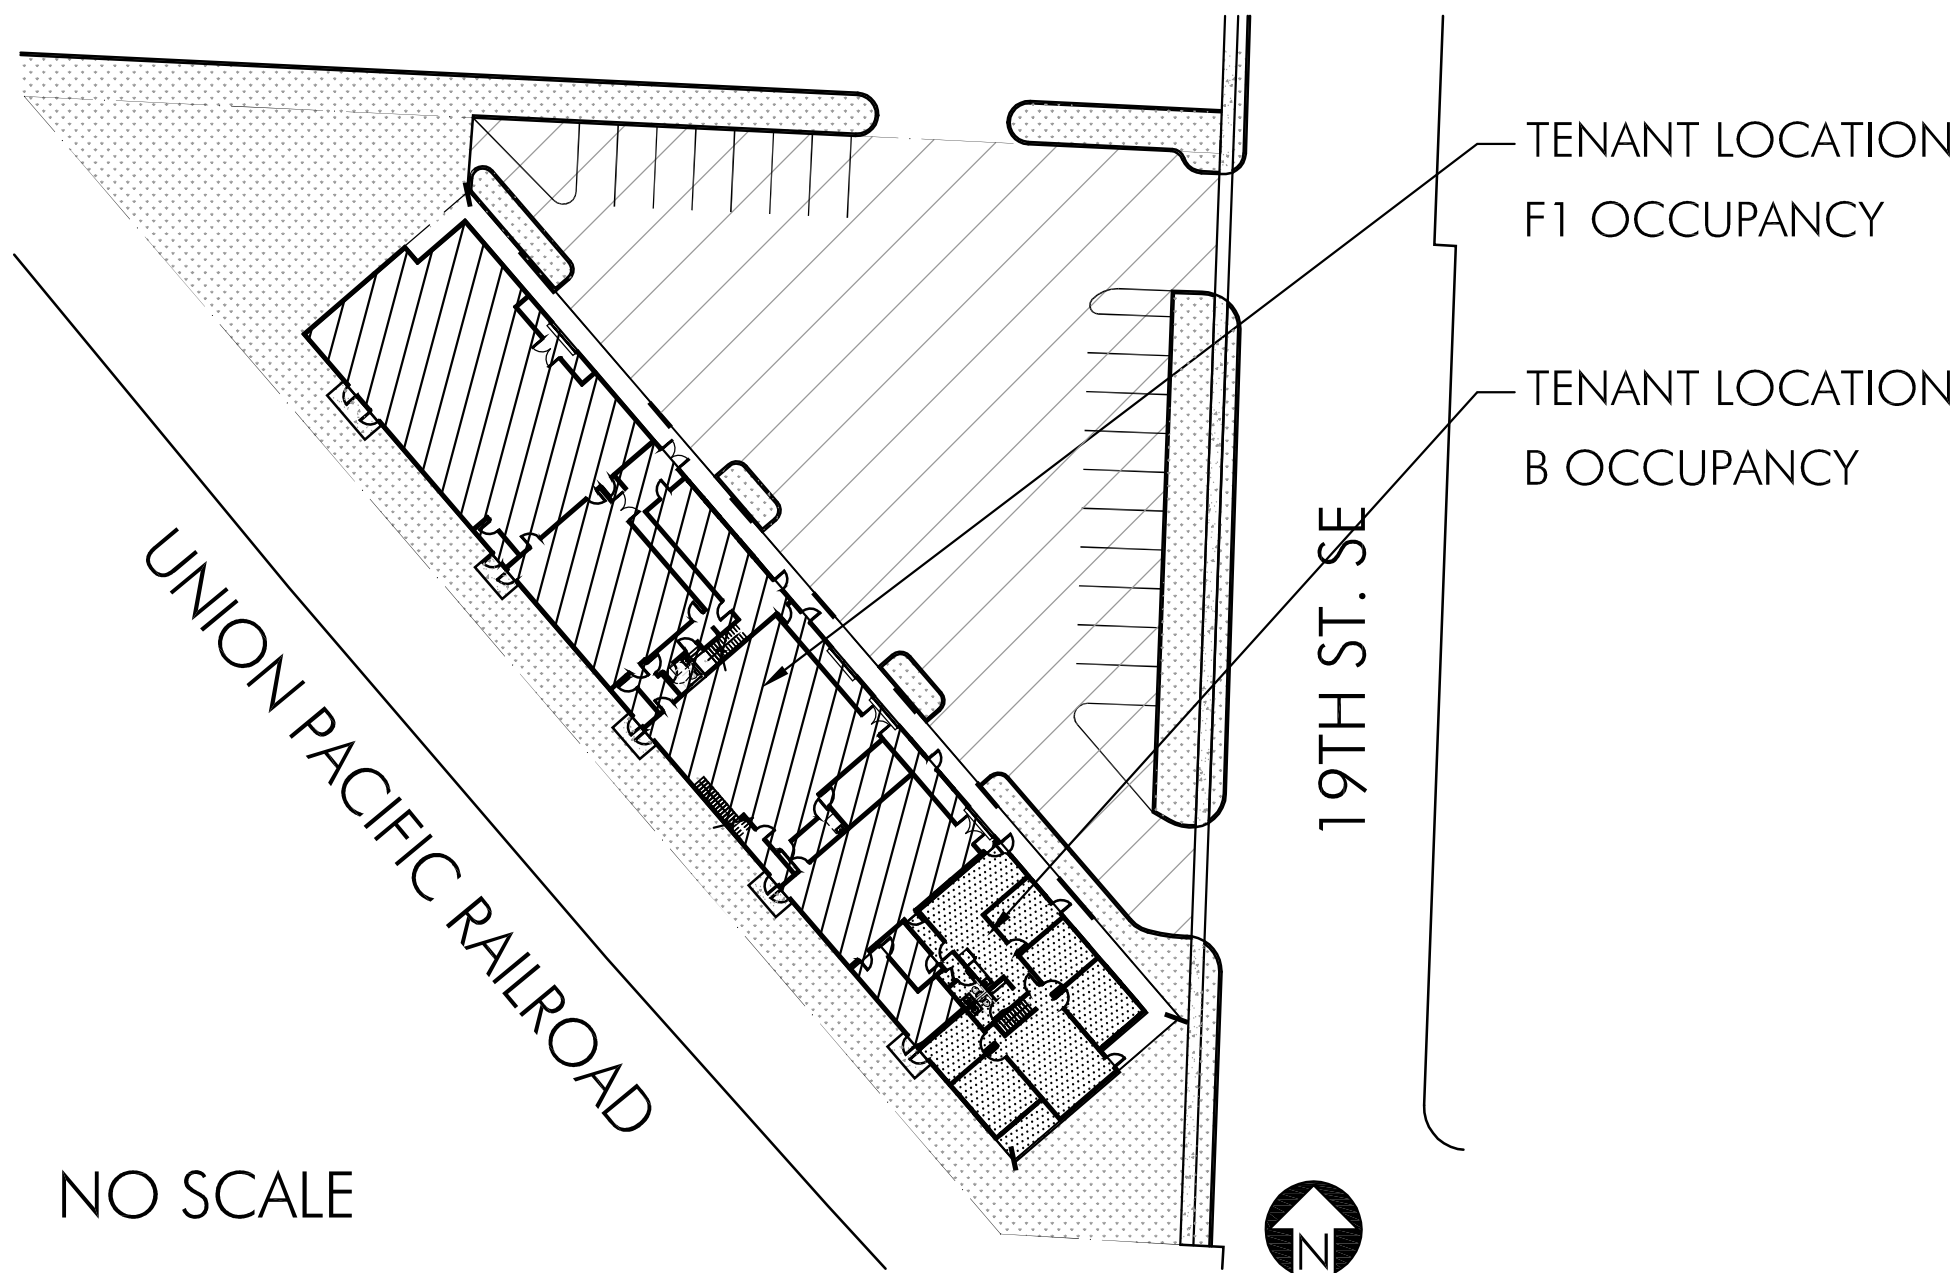 TENANT LOCATION
F1 OCCUPANCY
TENANT LOCATION
B OCCUPANCY
19TH ST. SE
UNION PACIFIC RAILROAD
NO SCALE
N